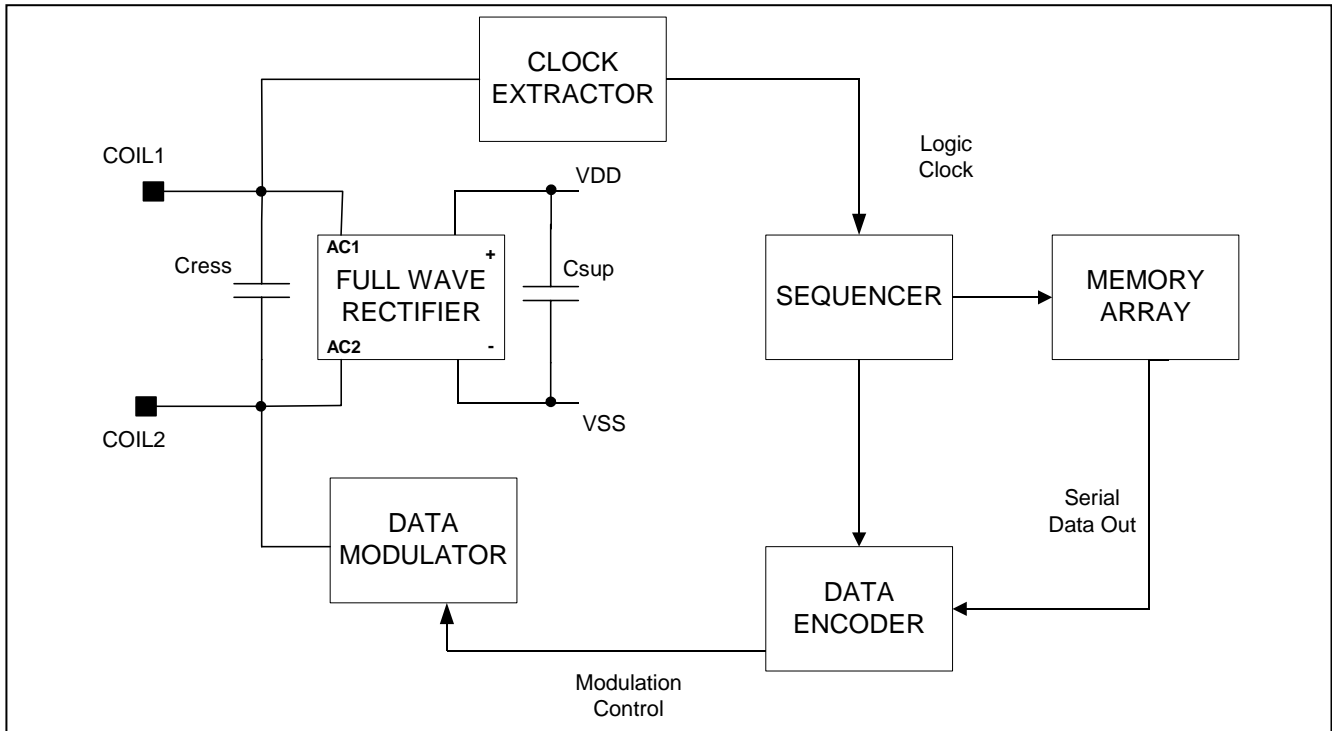 CLOCK
EXTRACTOR
Logic
Clock
COIL1
VDD
AC1
+
Cress
FULL WAVE
RECTIFIER
Csup
SEQUENCER
MEMORY
ARRAY
AC2
-
COIL2
VSS
DATA
MODULATOR
Serial
Data Out
DATA
ENCODER
Modulation
Control